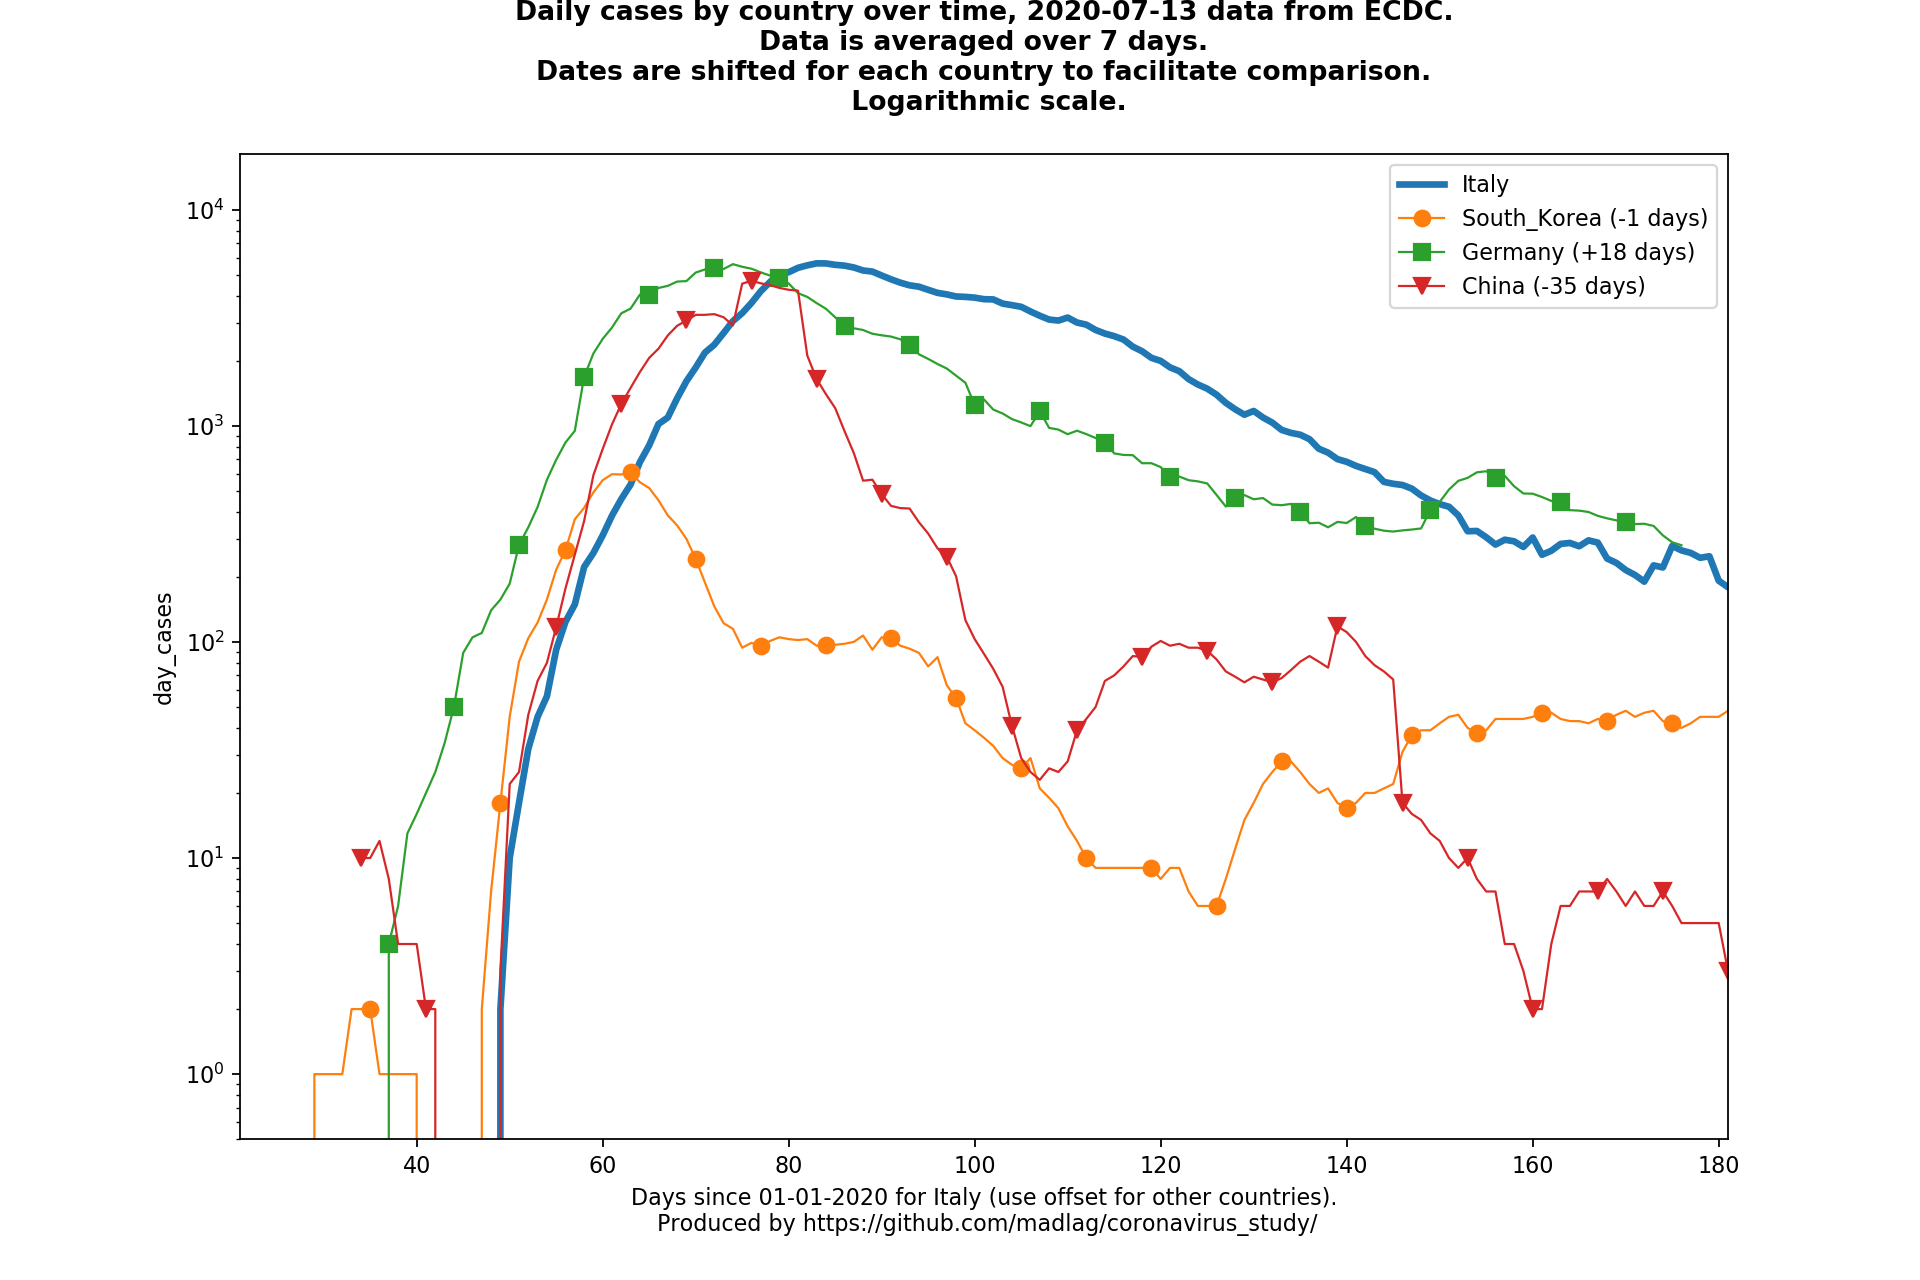 Daily cases by country over time, 2020-07-13 data from ECDC.
Data is averaged over 7 days.
Dates are shifted for each country to facilitate comparison.
Logarithmic scale.
Italy
South_Korea (-1 days)
Germany (+18 days)
China (-35 days)
10⁴
10³
10²
10¹
10⁰
day_cases
40 60 80 100 120 140 160 180
Days since 01-01-2020 for Italy (use offset for other countries).
Produced by https://github.com/madlag/coronavirus_study/